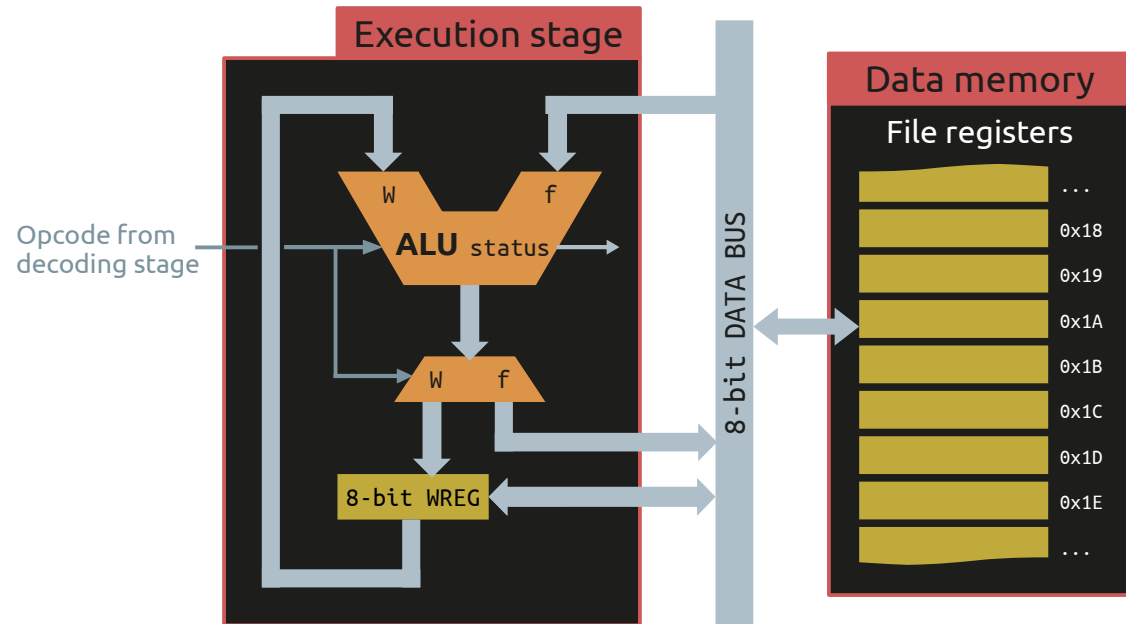 Execution stage
W
f
ALU status
Opcode from
decoding stage
W
f
8-bit WREG
8-bit DATA BUS
Data memory
File registers
...
0x18
0x19
0x1A
0x1B
0x1C
0x1D
0x1E
...